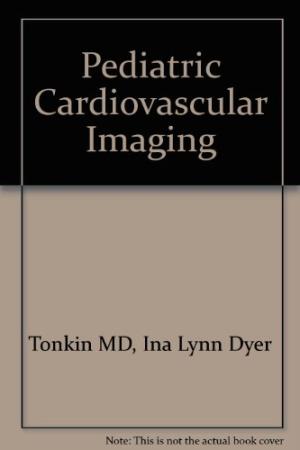 Pediatric
Cardiovascular
Imaging
Tonkin MD, Ina Lynn Dyer
Note: This is not the actual book cover